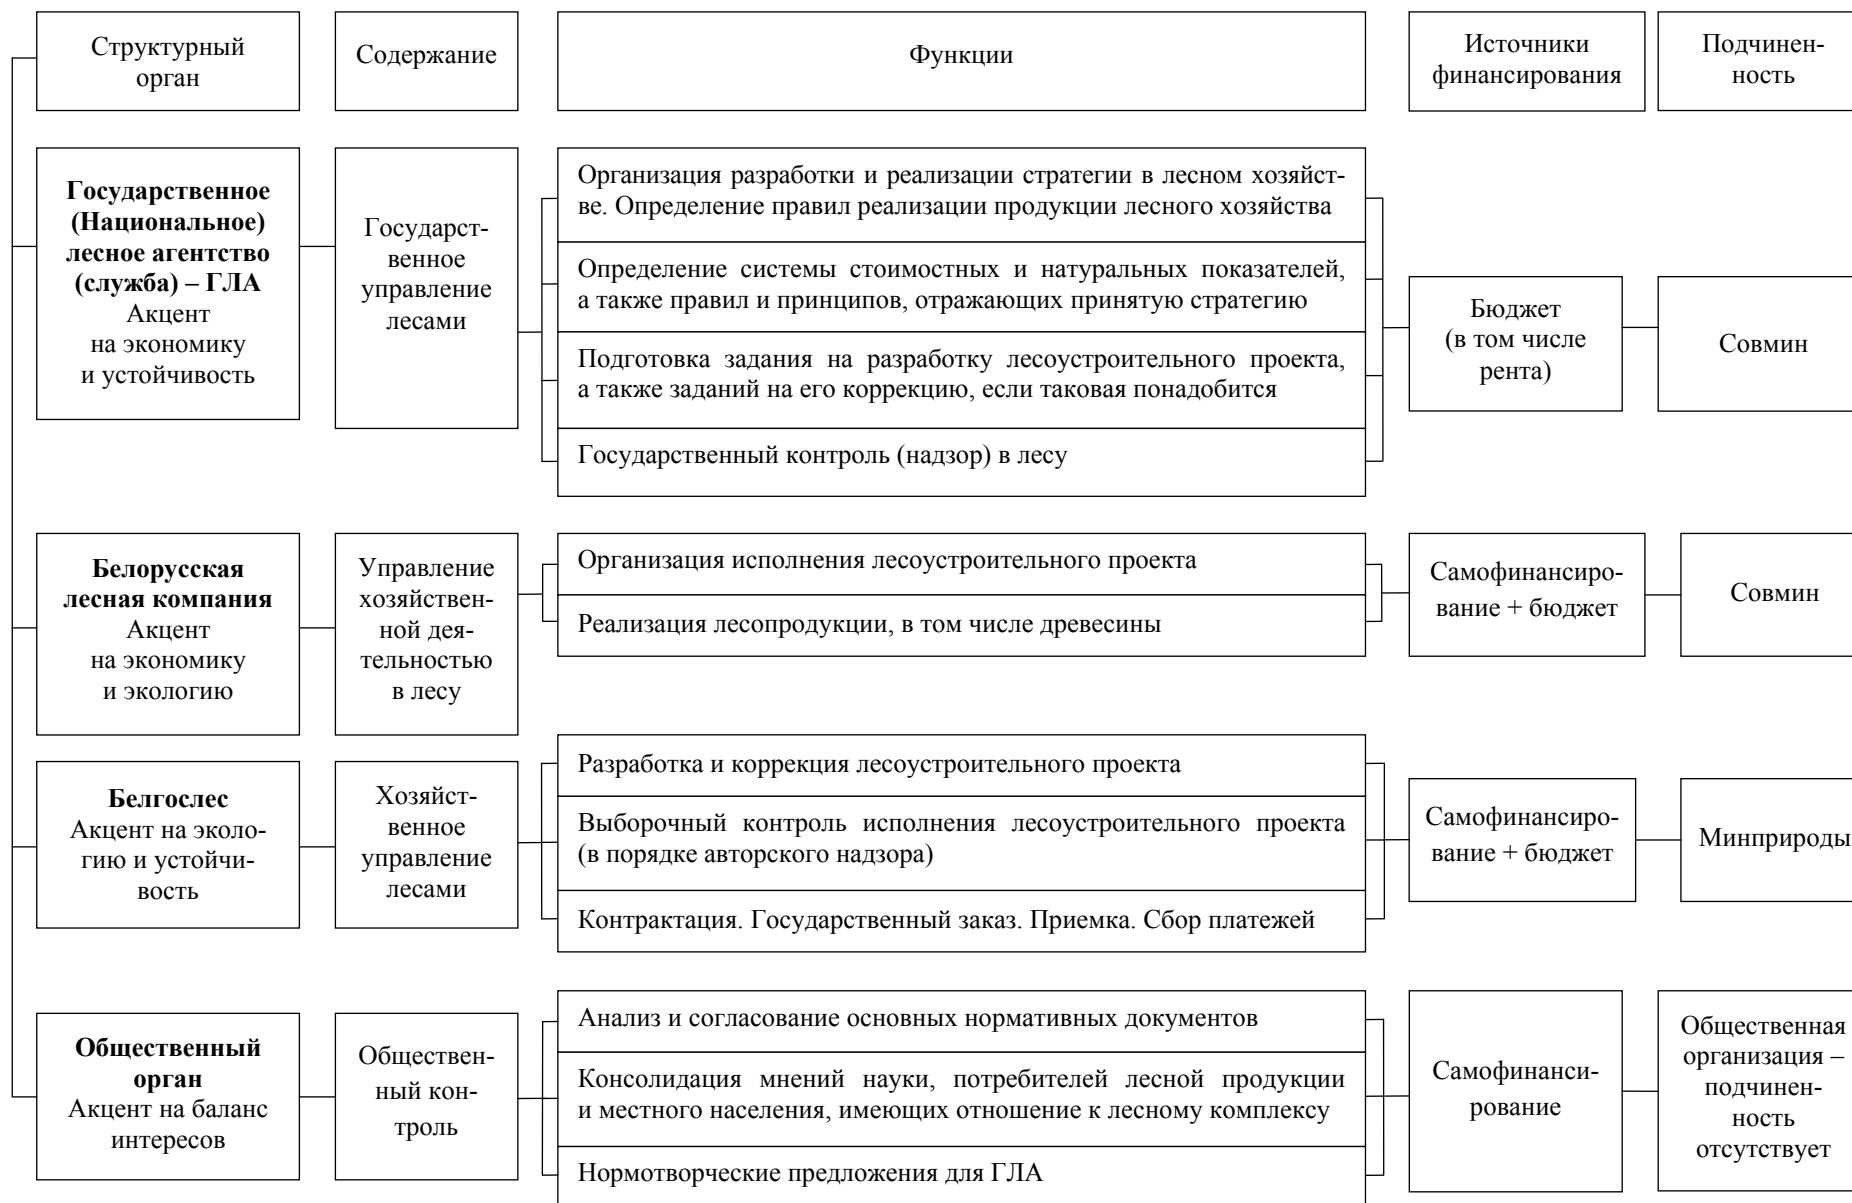 Структурный
орган
Содержание
Функции
Источники
финансирования
Подчинен-
ность
Государственное
(Национальное)
лесное агентство
(служба) – ГЛА
Акцент
на экономику
и устойчивость
Государст-
венное
управление
лесами
Организация разработки и реализации стратегии в лесном хозяйст-
ве. Определение правил реализации продукции лесного хозяйства
Определение системы стоимостных и натуральных показателей,
а также правил и принципов, отражающих принятую стратегию
Подготовка задания на разработку лесоустроительного проекта,
а также заданий на его коррекцию, если таковая понадобится
Государственный контроль (надзор) в лесу
Бюджет
(в том числе
рента)
Совмин
Белорусская
лесная компания
Акцент
на экономику
и экологию
Управление
хозяйствен-
ной дея-
тельностью
в лесу
Организация исполнения лесоустроительного проекта
Реализация лесопродукции, в том числе древесины
Самофинансиро-
вание + бюджет
Совмин
Белгослес
Акцент на эколо-
гию и устойчи-
вость
Хозяйст-
венное
управление
лесами
Разработка и коррекция лесоустроительного проекта
Выборочный контроль исполнения лесоустроительного проекта
(в порядке авторского надзора)
Контрактация. Государственный заказ. Приемка. Сбор платежей
Самофинансиро-
вание + бюджет
Минприроды
Общественный
орган
Акцент на баланс
интересов
Обществен-
ный кон-
троль
Анализ и согласование основных нормативных документов
Консолидация мнений науки, потребителей лесной продукции
и местного населения, имеющих отношение к лесному комплексу
Нормотворческие предложения для ГЛА
Самофинанси-
рование
Общественная
организация –
подчинен-
ность
отсутствует